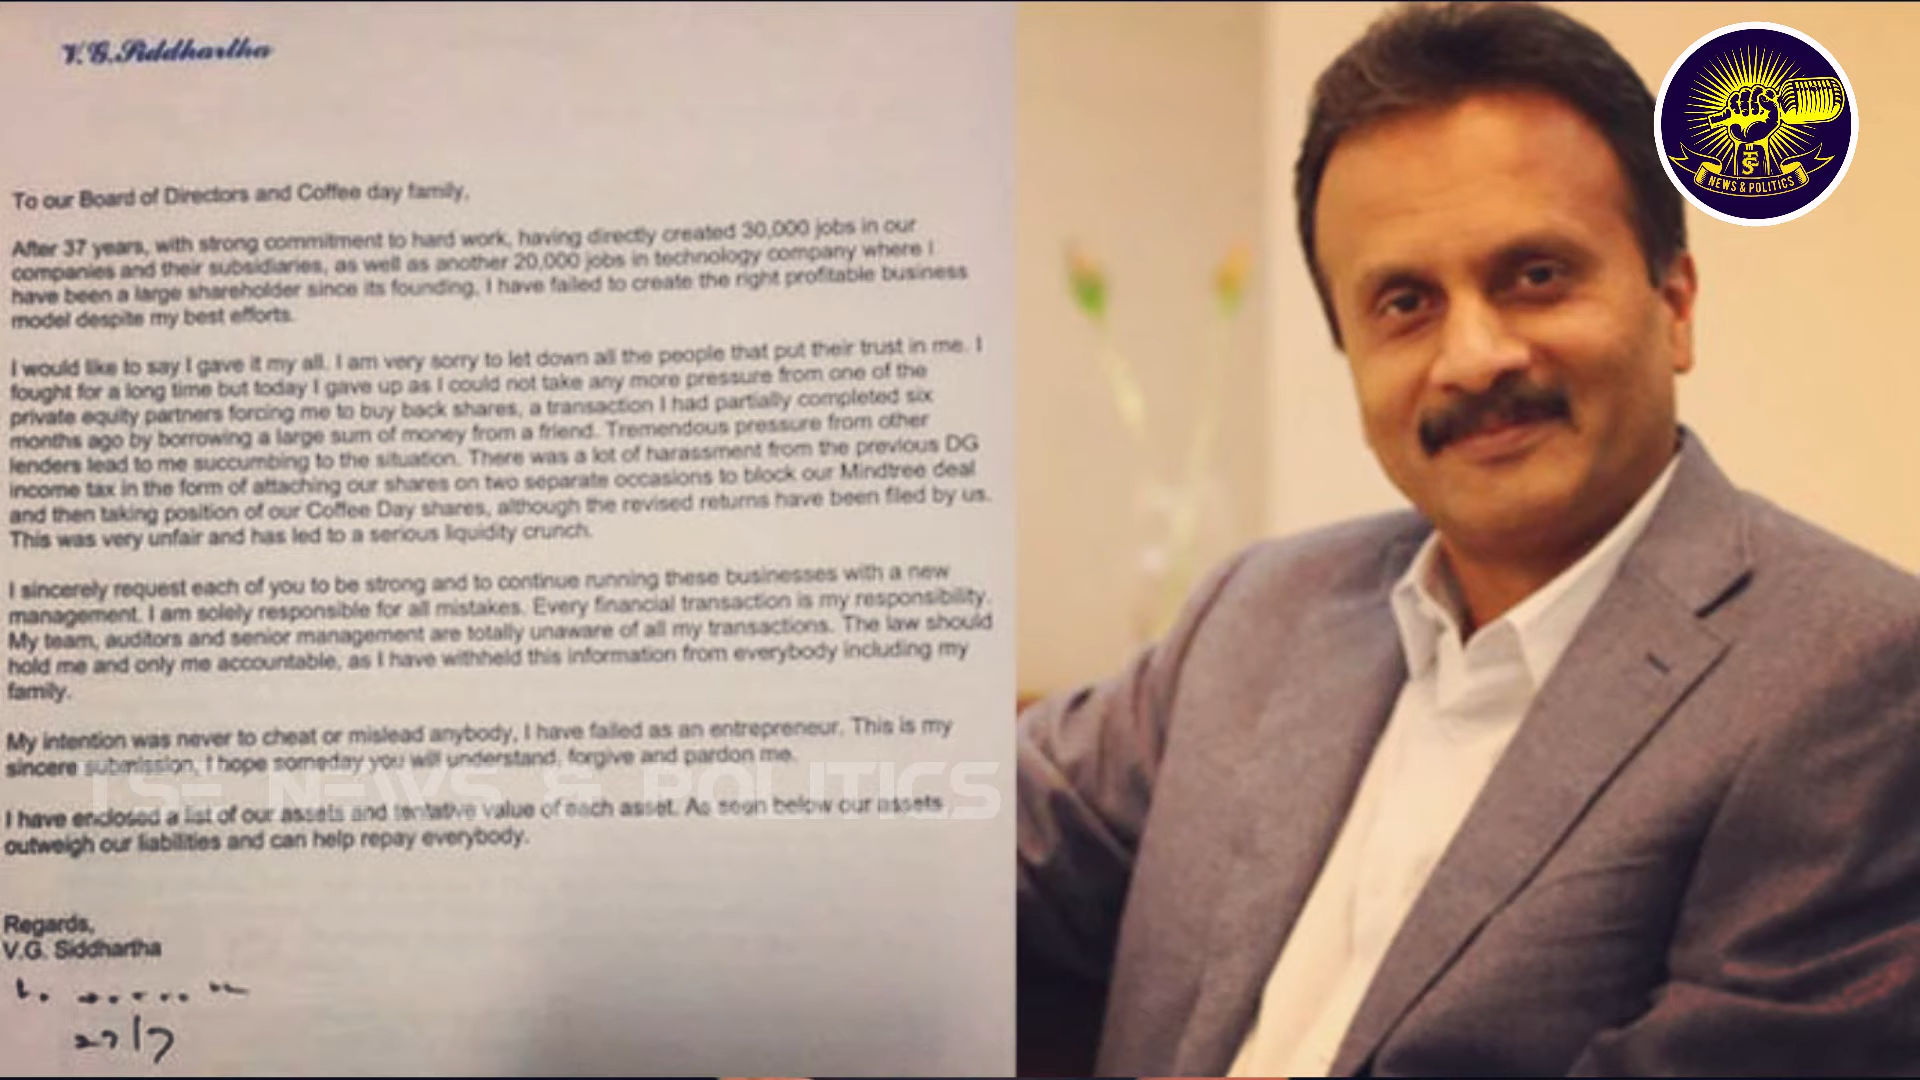 V.G.Siddhartha
To our Board of Directors and Coffee day family,
After 37 years, with strong commitment to hard work, having directly created 30,000 jobs in our
companies and their subsidiaries, as well as another 20,000 jobs in technology company where I
have been a large shareholder since its founding, I have failed to create the right profitable business
model despite my best efforts.
I would like to say I gave it my all. I am very sorry to let down all the people that put their trust in me. I
fought for a long time but today I gave up as I could not take any more pressure from one of the
private equity partners forcing me to buy back shares, a transaction I had partially completed six
months ago by borrowing a large sum of money from a friend. Tremendous pressure from other
lenders lead to me succumbing to the situation. There was a lot of harassment from the previous DG
income tax in the form of attaching our shares on two separate occasions to block our Mindtree deal
and then taking position of our Coffee Day shares, although the revised returns have been filed by us.
This was very unfair and has led to a serious liquidity crunch.
I sincerely request each of you to be strong and to continue running these businesses with a new
management. I am solely responsible for all mistakes. Every financial transaction is my responsibility.
My team, auditors and senior management are totally unaware of all my transactions. The law should
hold me and only me accountable, as I have withheld this information from everybody including my
family.
My intention was never to cheat or mislead anybody, I have failed as an entrepreneur. This is my
sincere submission, I hope someday you will understand, forgive and pardon me.
I have enclosed a list of our assets and tentative value of each asset. As seen below our assets
outweigh our liabilities and can help repay everybody.
Regards,
V.G. Siddhartha
27/7
TSF NEWS & POLITICS
NEWS & POLITICS